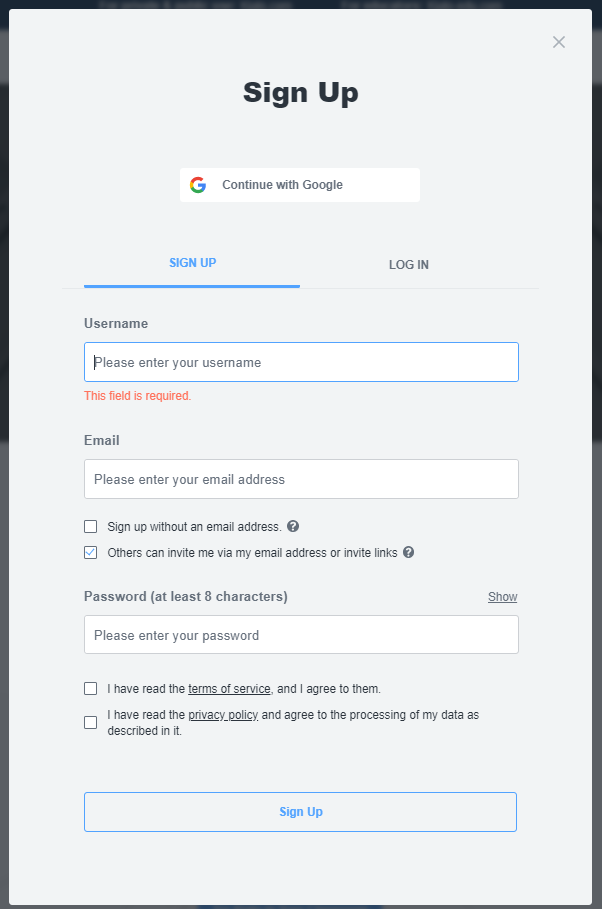 Sign Up
Continue with Google
SIGN UP
LOG IN
Username
Please enter your username
This field is required.
Email
Please enter your email address
Sign up without an email address. ?
Others can invite me via my email address or invite links ?
Password (at least 8 characters)
Show
Please enter your password
I have read the terms of service, and I agree to them.
I have read the privacy policy and agree to the processing of my data as
described in it.
Sign Up